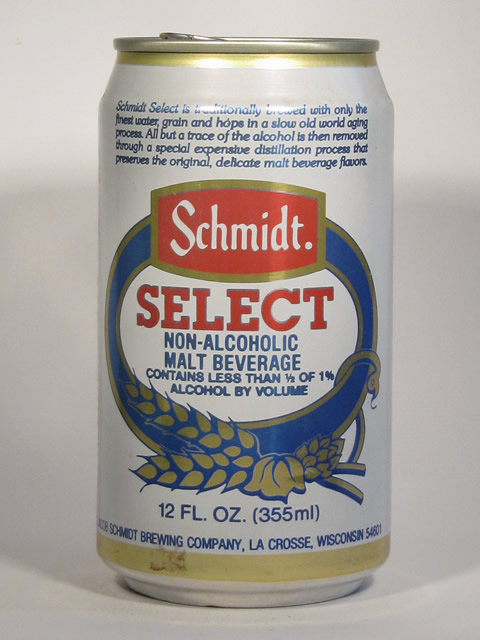 Schmidt Select is traditionally brewed with only the
finest water, grain and hops in a slow old world aging
process. All but a trace of the alcohol is then removed
through a special expensive distillation process that
preserves the original, delicate malt beverage flavors.
Schmidt.
SELECT
NON-ALCOHOLIC
MALT BEVERAGE
CONTAINS LESS THAN ½ OF 1%
ALCOHOL BY VOLUME
12 FL. OZ. (355ml)
SCHMIDT BREWING COMPANY, LA CROSSE, WISCONSIN 54601